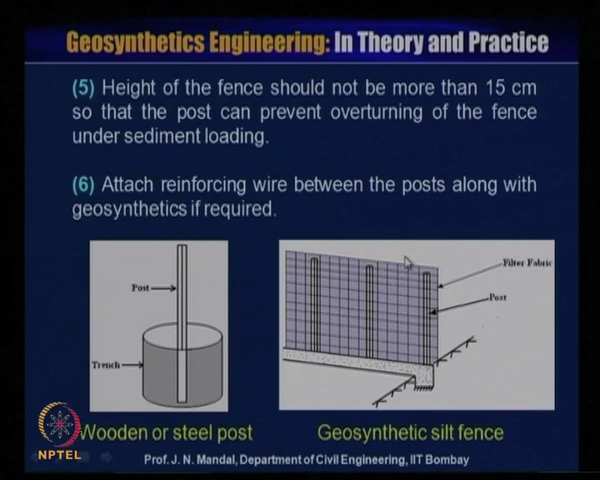 Geosynthetics Engineering: In Theory and Practice
(5) Height of the fence should not be more than 15 cm
so that the post can prevent overturning of the fence
under sediment loading.
(6) Attach reinforcing wire between the posts along with
geosynthetics if required.
Post
Trench
Filter Fabric
Post
Wooden or steel post
Geosynthetic silt fence
NPTEL
Prof. J. N. Mandal, Department of Civil Engineering, IIT Bombay